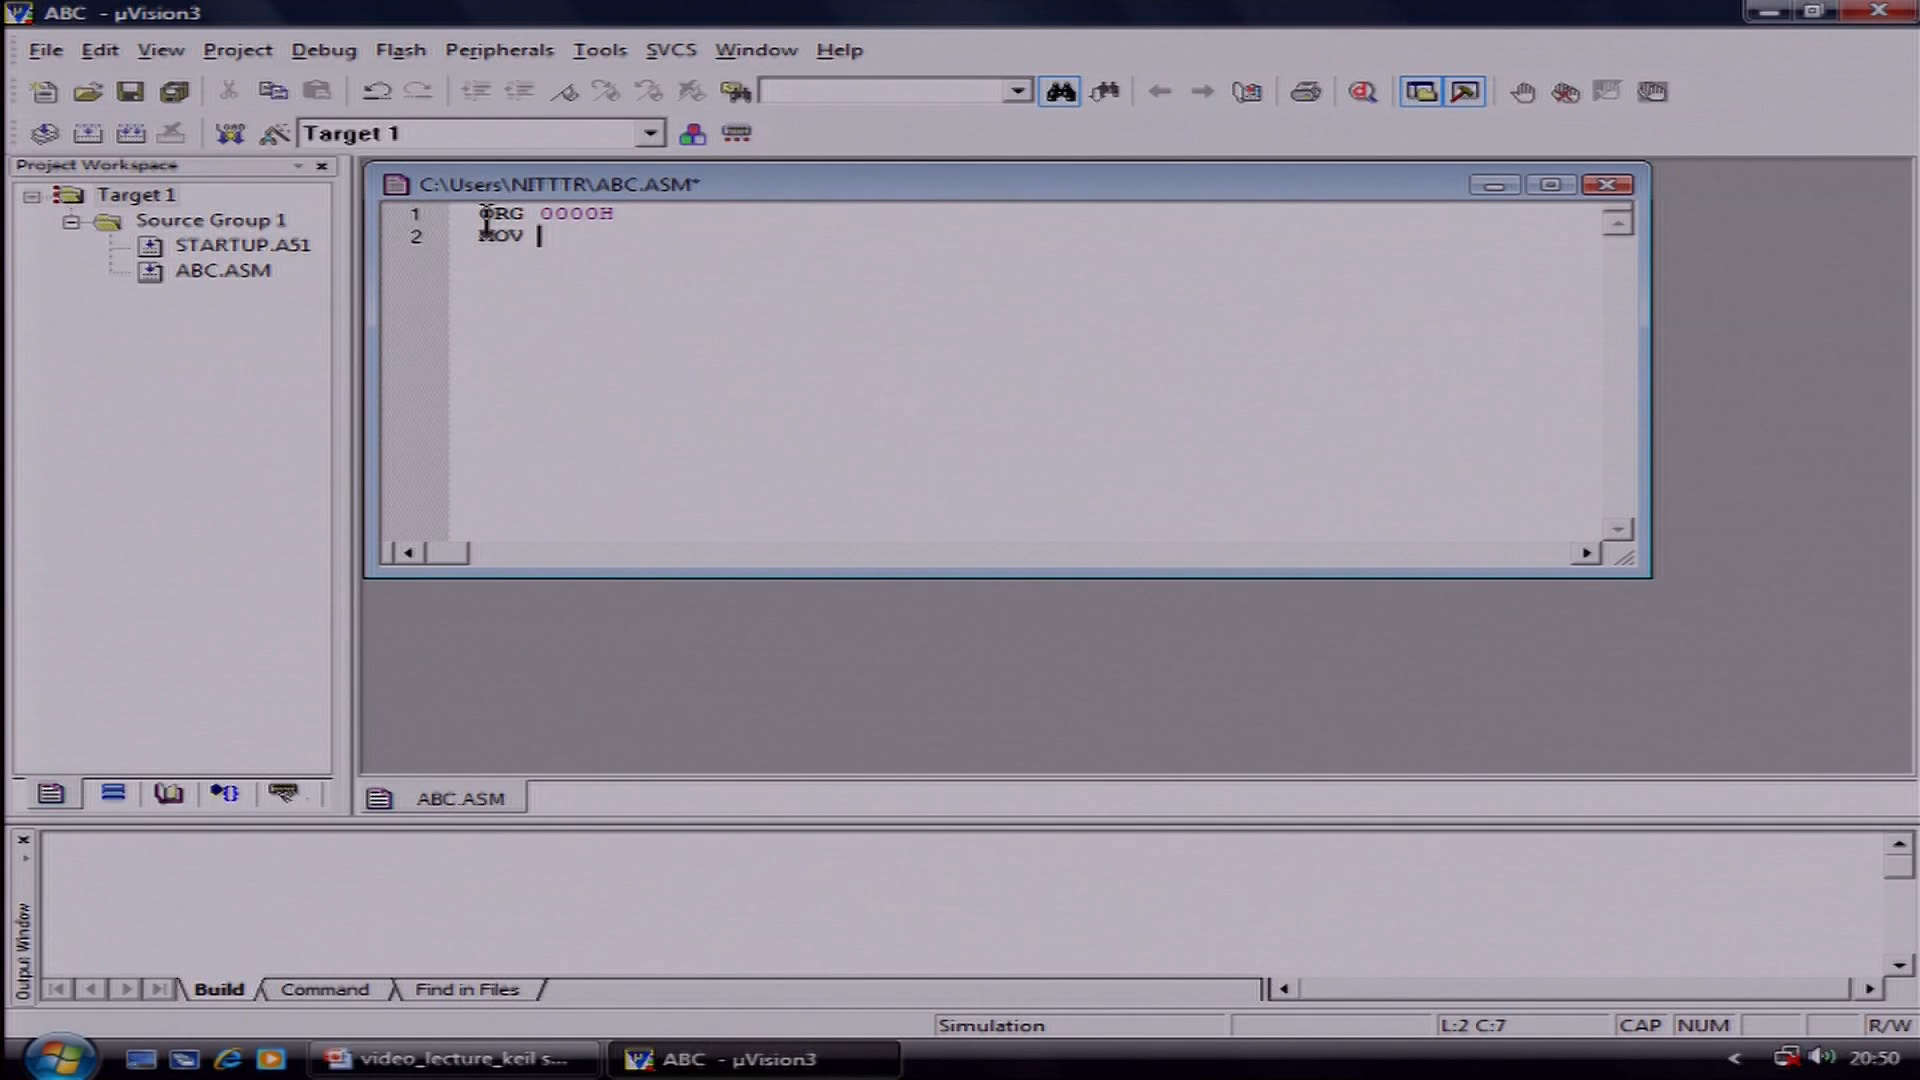 ABC - µVision3
File Edit View Project Debug Flash Peripherals Tools SVCS Window Help
LOAD Target 1
Project Workspace
Target 1
Source Group 1
STARTUP.A51
ABC.ASM
C:\Users\NITTTR\ABC.ASM*
1 ORG 0000H
2 MOV
ABC.ASM
Output Window
Build Command Find in Files
Simulation L:2 C:7 CAP NUM R/W
video_lecture_keil s... ABC - µVision3 20:50